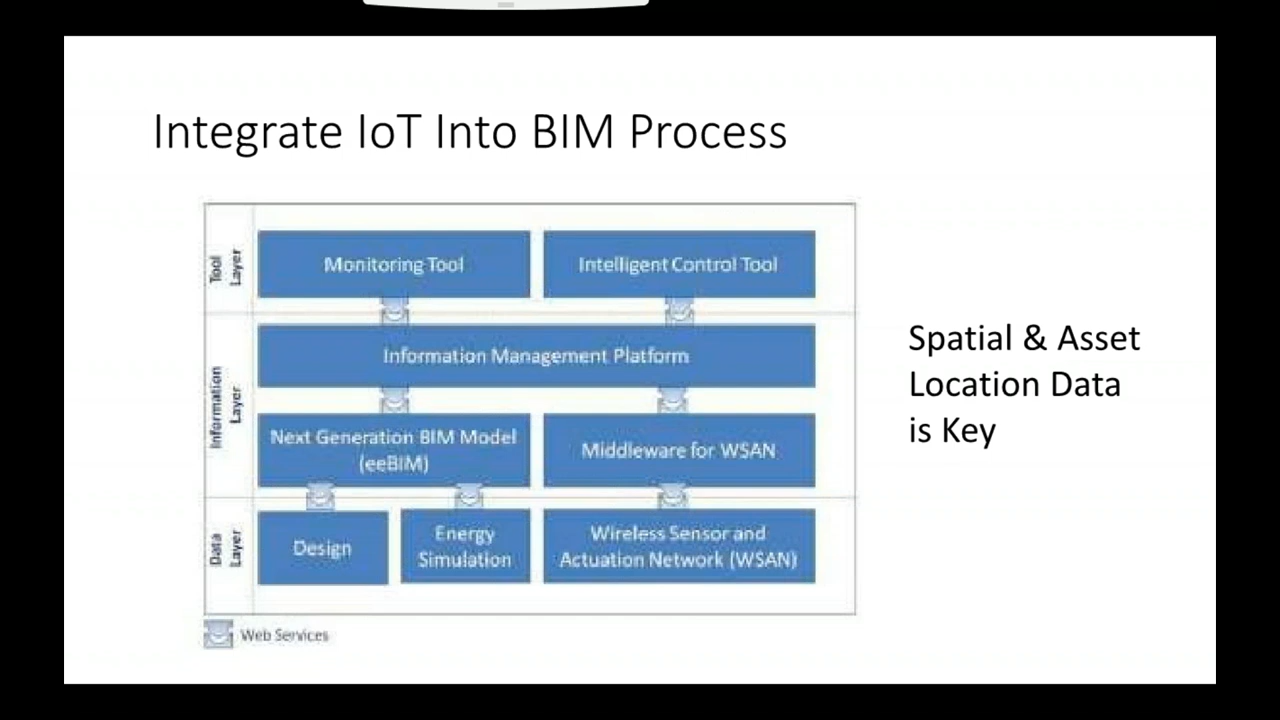 Integrate IoT Into BIM Process
Tool
Layer
Monitoring Tool
Intelligent Control Tool
Information
Layer
Information Management Platform
Next Generation BIM Model
(eeBIM)
Middleware for WSAN
Data
Layer
Design
Energy
Simulation
Wireless Sensor and
Actuation Network (WSAN)
Web Services
Spatial & Asset
Location Data
is Key